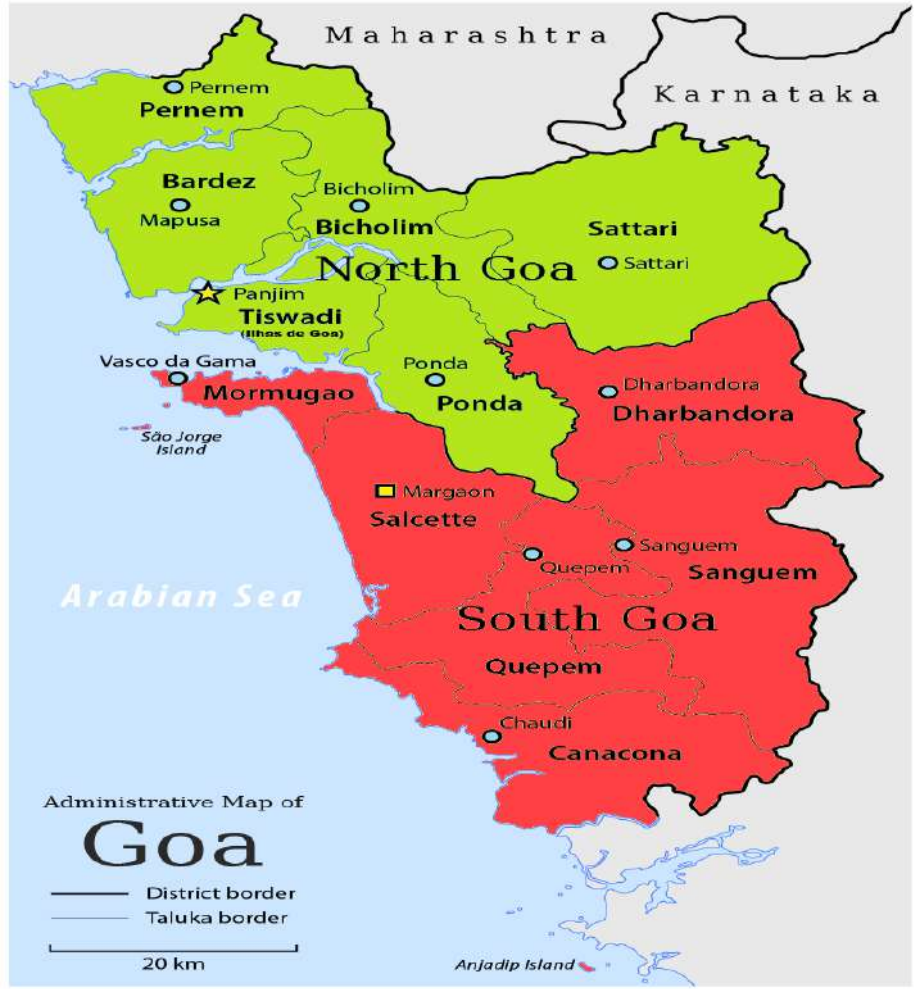 Maharashtra
Karnataka
Pernem
Pernem
Bardez
Mapusa
Bicholim
Bicholim
Sattari
Sattari
North Goa
Panjim
Tiswadi
(Ilhas de Goa)
Vasco da Gama
Mormugao
São Jorge
Island
Ponda
Ponda
Dharbandora
Dharbandora
Margaon
Salcette
Quepem
Sanguem
Sanguem
Arabian Sea
South Goa
Quepem
Chaudi
Canacona
Administrative Map of
Goa
District border
Taluka border
20 km
Anjadip Island